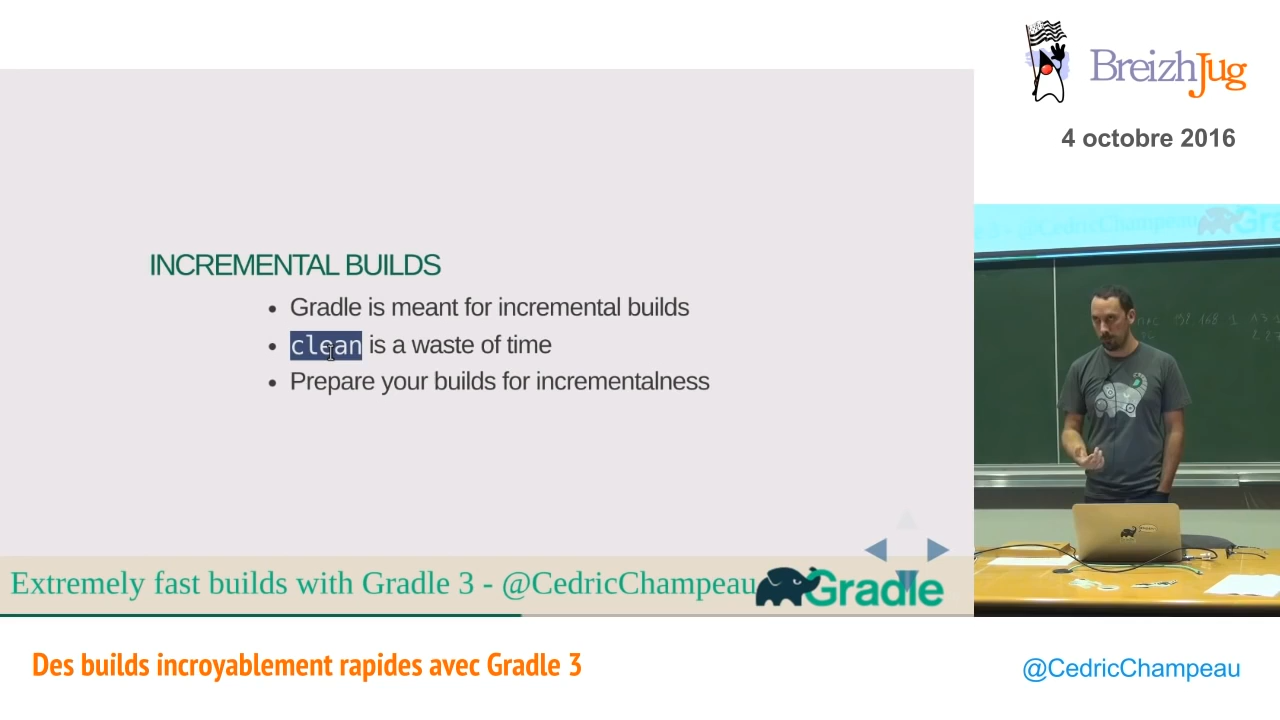 BreizhJug
4 octobre 2016
@CedricChampeau
INCREMENTAL BUILDS
• Gradle is meant for incremental builds
• clean is a waste of time
• Prepare your builds for incrementalness
Extremely fast builds with Gradle 3 - @CedricChampeau
Gradle
Des builds incroyablement rapides avec Gradle 3
@CedricChampeau